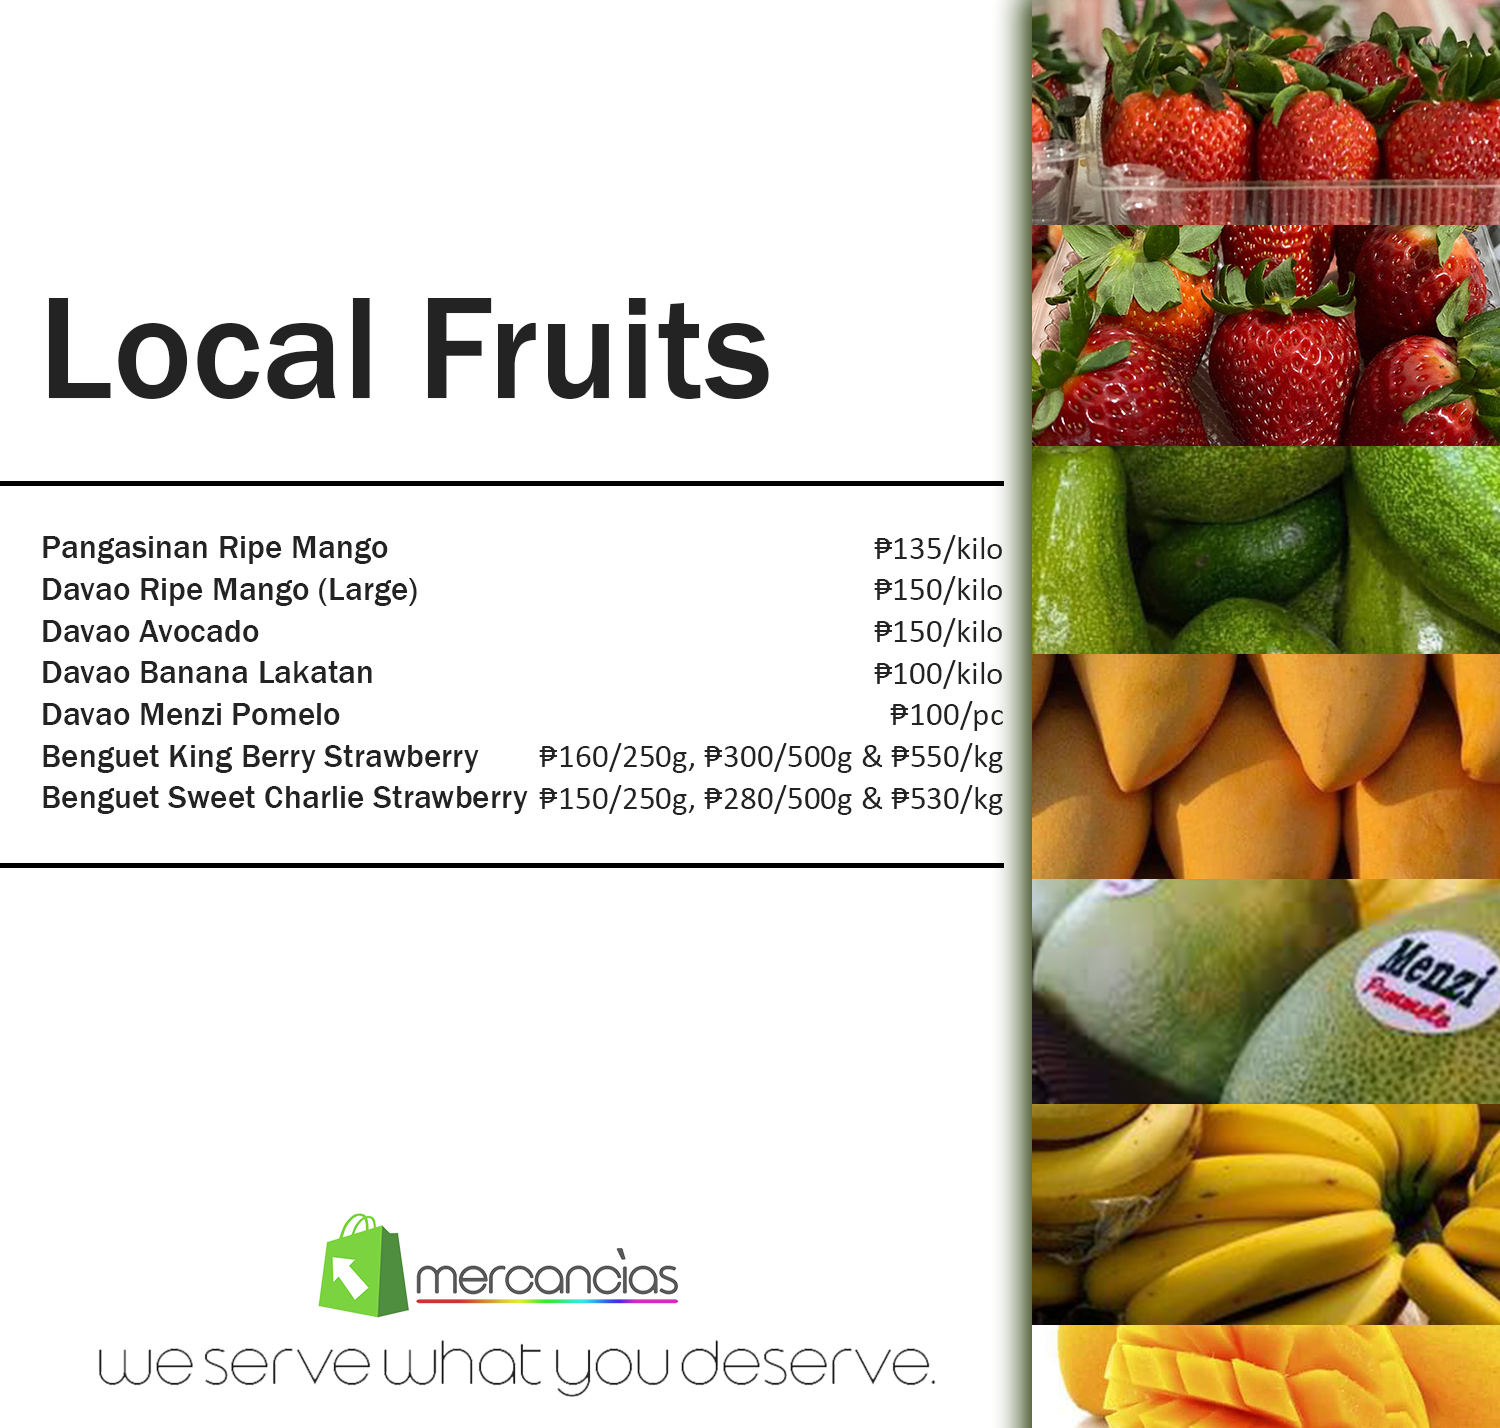 Local Fruits
Pangasinan Ripe Mango ₱135/kilo
Davao Ripe Mango (Large) ₱150/kilo
Davao Avocado ₱150/kilo
Davao Banana Lakatan ₱100/kilo
Davao Menzi Pomelo ₱100/pc
Benguet King Berry Strawberry ₱160/250g, ₱300/500g & ₱550/kg
Benguet Sweet Charlie Strawberry ₱150/250g, ₱280/500g & ₱530/kg
Menzi
Pummelo
mercancìas
we serve what you deserve.